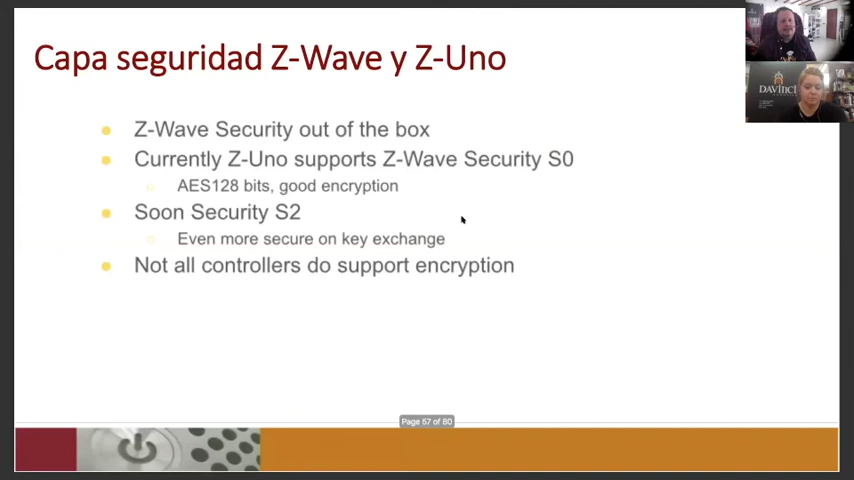 Capa seguridad Z-Wave y Z-Uno
Z-Wave Security out of the box
Currently Z-Uno supports Z-Wave Security S0
AES128 bits, good encryption
Soon Security S2
Even more secure on key exchange
Not all controllers do support encryption
Page 57 of 80
DAVINCI